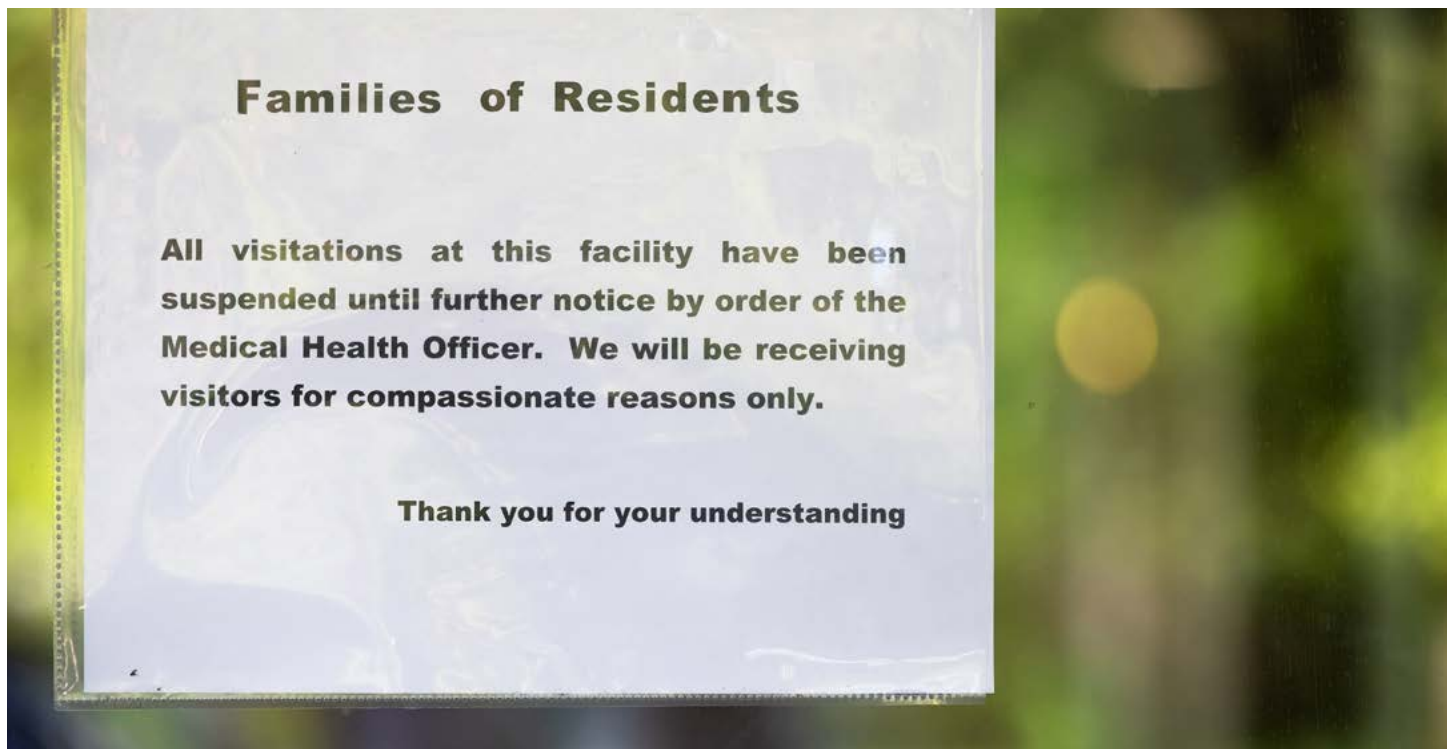 Families of Residents
All visitations at this facility have been
suspended until further notice by order of the
Medical Health Officer. We will be receiving
visitors for compassionate reasons only.
Thank you for your understanding